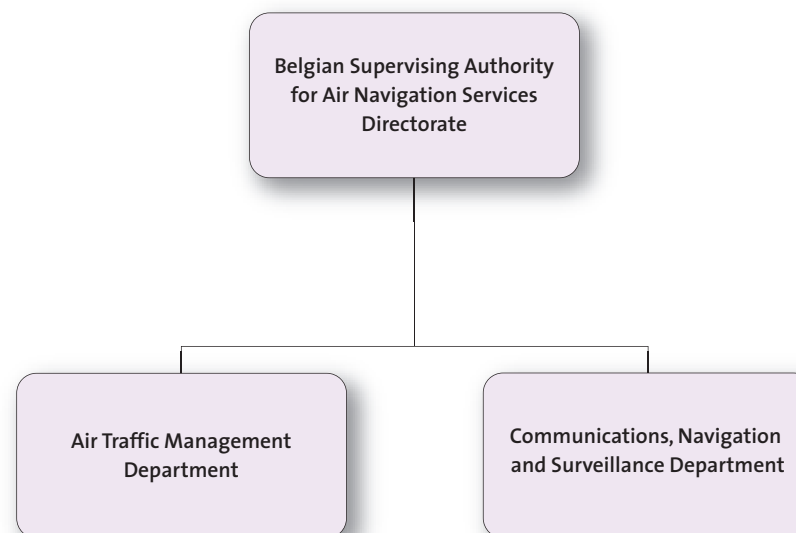 Belgian Supervising Authority
for Air Navigation Services
Directorate
Air Traffic Management
Department
Communications, Navigation
and Surveillance Department